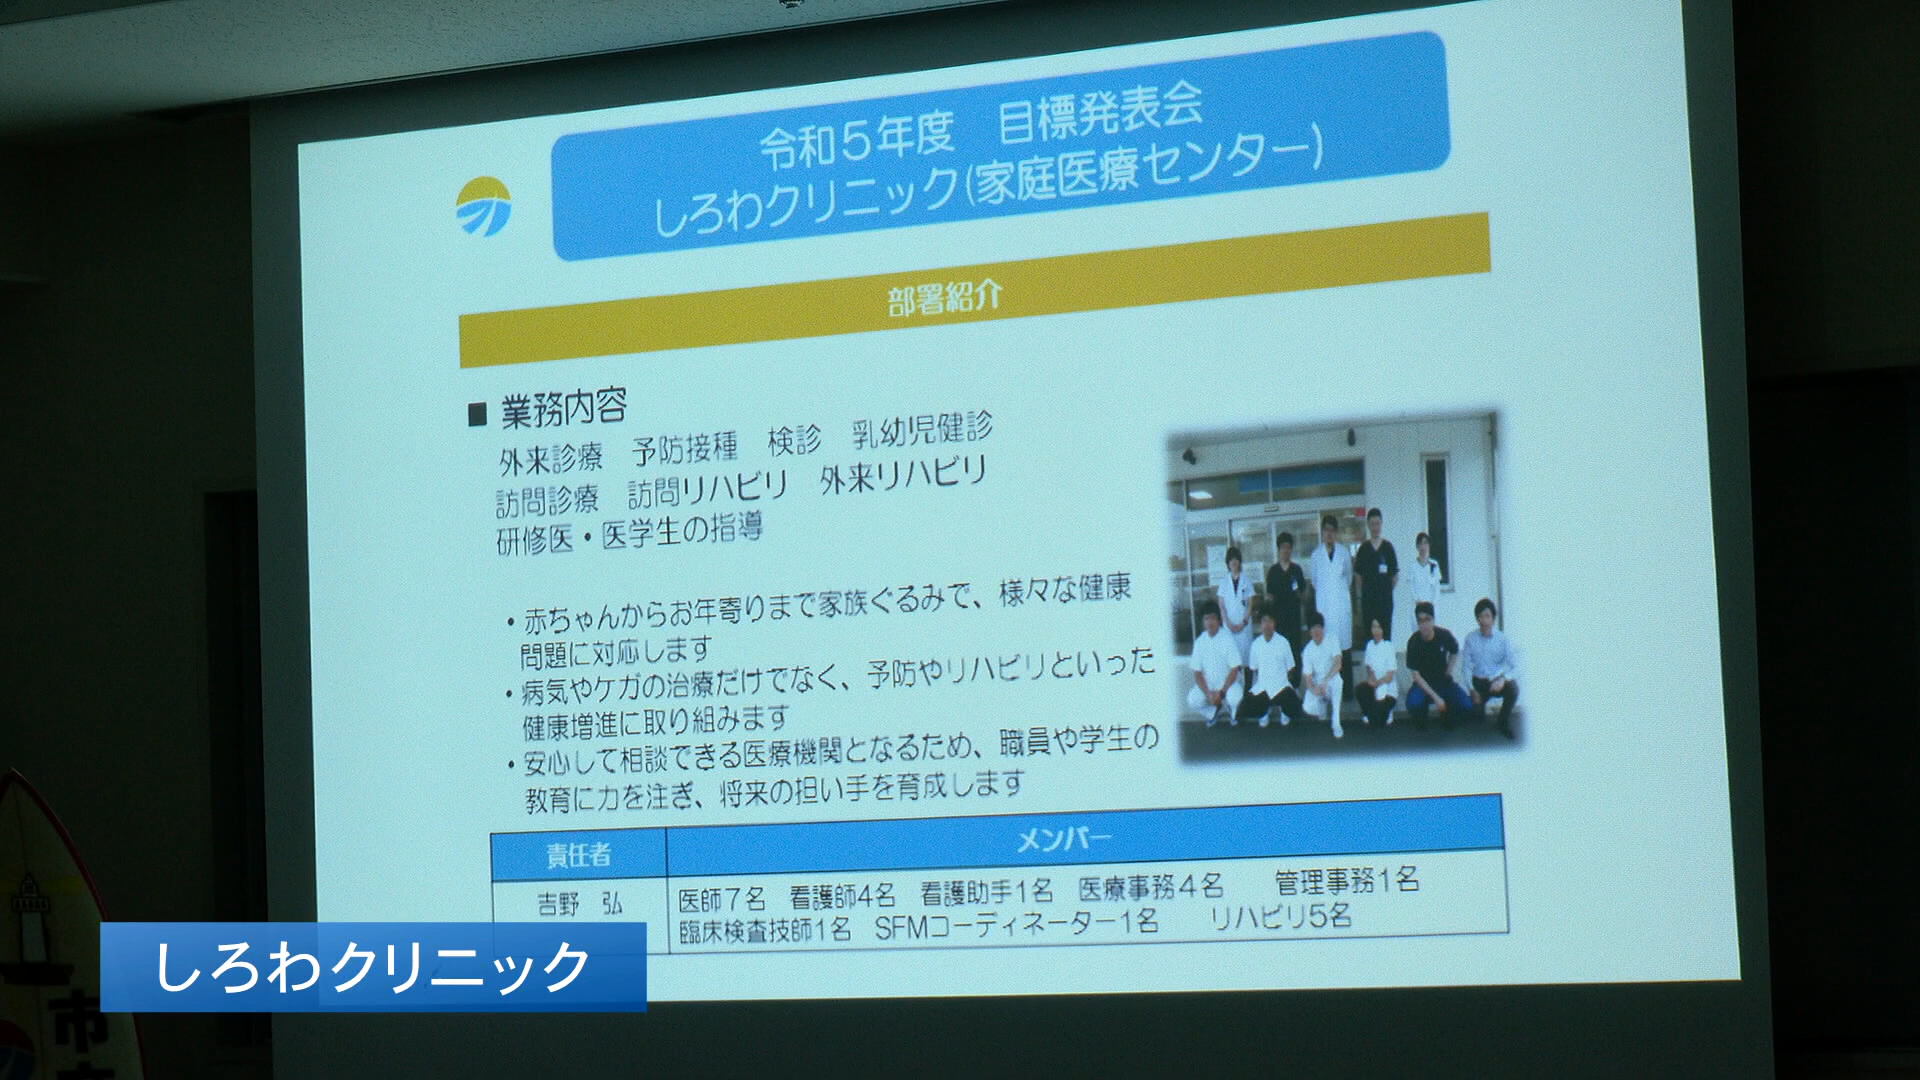 令和５年度　目標発表会
しろわクリニック(家庭医療センター)
部署紹介
■ 業務内容
外来診療　予防接種　検診　乳幼児健診
訪問診療　訪問リハビリ　外来リハビリ
研修医・医学生の指導
・赤ちゃんからお年寄りまで家族ぐるみで、様々な健康
問題に対応します
・病気やケガの治療だけでなく、予防やリハビリといった
健康増進に取り組みます
・安心して相談できる医療機関となるため、職員や学生の
教育に力を注ぎ、将来の担い手を育成します
責任者　メンバー
吉野　弘　医師７名　看護師4名　看護助手1名　医療事務４名　管理事務1名
臨床検査技師1名　SFMコーディネーター1名　リハビリ5名
しろわクリニック
市